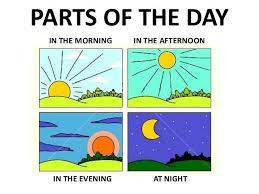 PARTS OF THE DAY
IN THE MORNING
IN THE AFTERNOON
IN THE EVENING
AT NIGHT